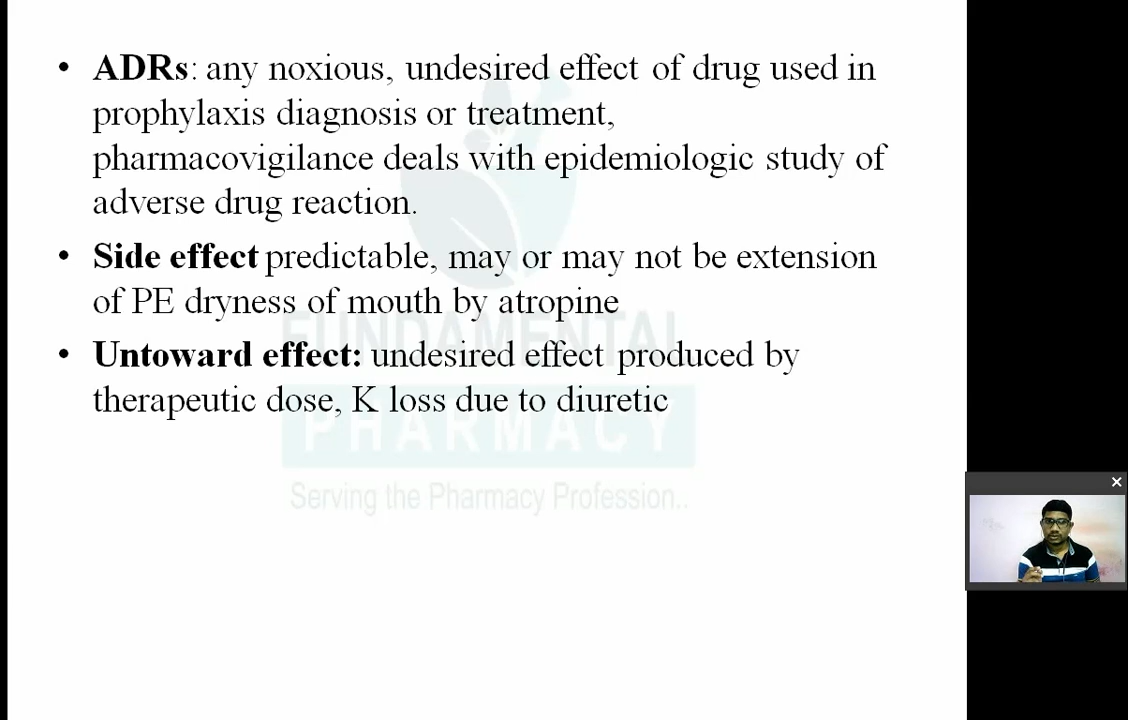 • ADRs: any noxious, undesired effect of drug used in
prophylaxis diagnosis or treatment,
pharmacovigilance deals with epidemiologic study of
adverse drug reaction.
• Side effect predictable, may or may not be extension
of PE dryness of mouth by atropine
FUNDAMENTAL
• Untoward effect: undesired effect produced by
therapeutic dose, K loss due to diuretic
PHARMACY
Serving the Pharmacy Profession..